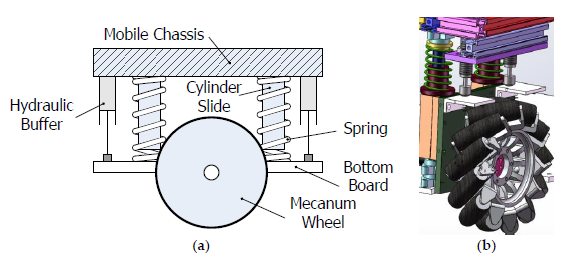 Mobile Chassis
Cylinder
Slide
Hydraulic
Buffer
Spring
Bottom
Board
Mecanum
Wheel
(a)
(b)